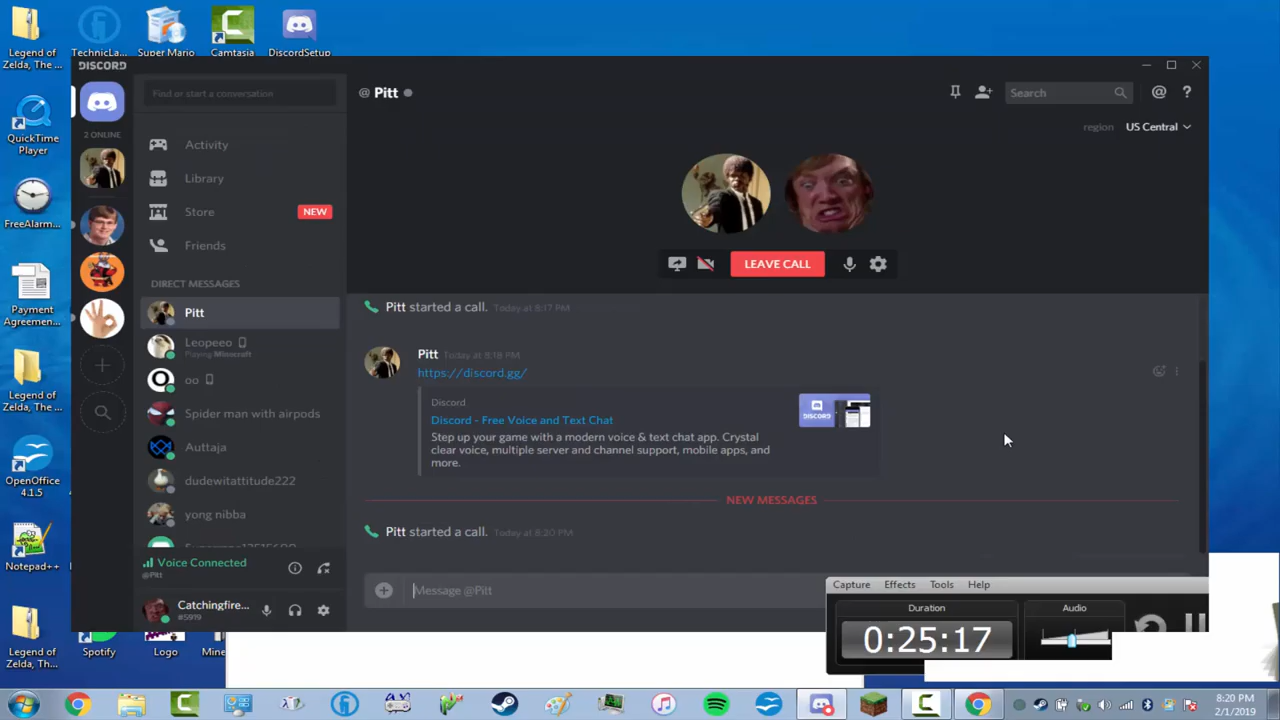 Legend of
Zelda, The ...
TechnicLa...
Super Mario
Camtasia
DiscordSetup
QuickTime
Player
FreeAlarm...
Payment
Agreemen...
Legend of
Zelda, The ...
OpenOffice
4.1.5
Notepad++
Legend of
Zelda, Th...
Spotify
Logo
Mine
DISCORD
2 ONLINE
Find or start a conversation
Activity
Library
Store
NEW
Friends
DIRECT MESSAGES
Pitt
Leopeeo
Playing Minecraft
oo
Spider man with airpods
Auttaja
dudewitattitude222
yong nibba
Voice Connected
@Pitt
Catchingfire...
#5919
@ Pitt
Search
region
US Central
LEAVE CALL
Pitt started a call. Today at 8:17 PM
Pitt Today at 8:18 PM
https://discord.gg/
Discord
Discord - Free Voice and Text Chat
Step up your game with a modern voice & text chat app. Crystal
clear voice, multiple server and channel support, mobile apps, and
more.
DISCORD
NEW MESSAGES
Pitt started a call. Today at 8:20 PM
Message @Pitt
Capture Effects Tools Help
Duration
Audio
0:25:17
8:20 PM
2/1/2019